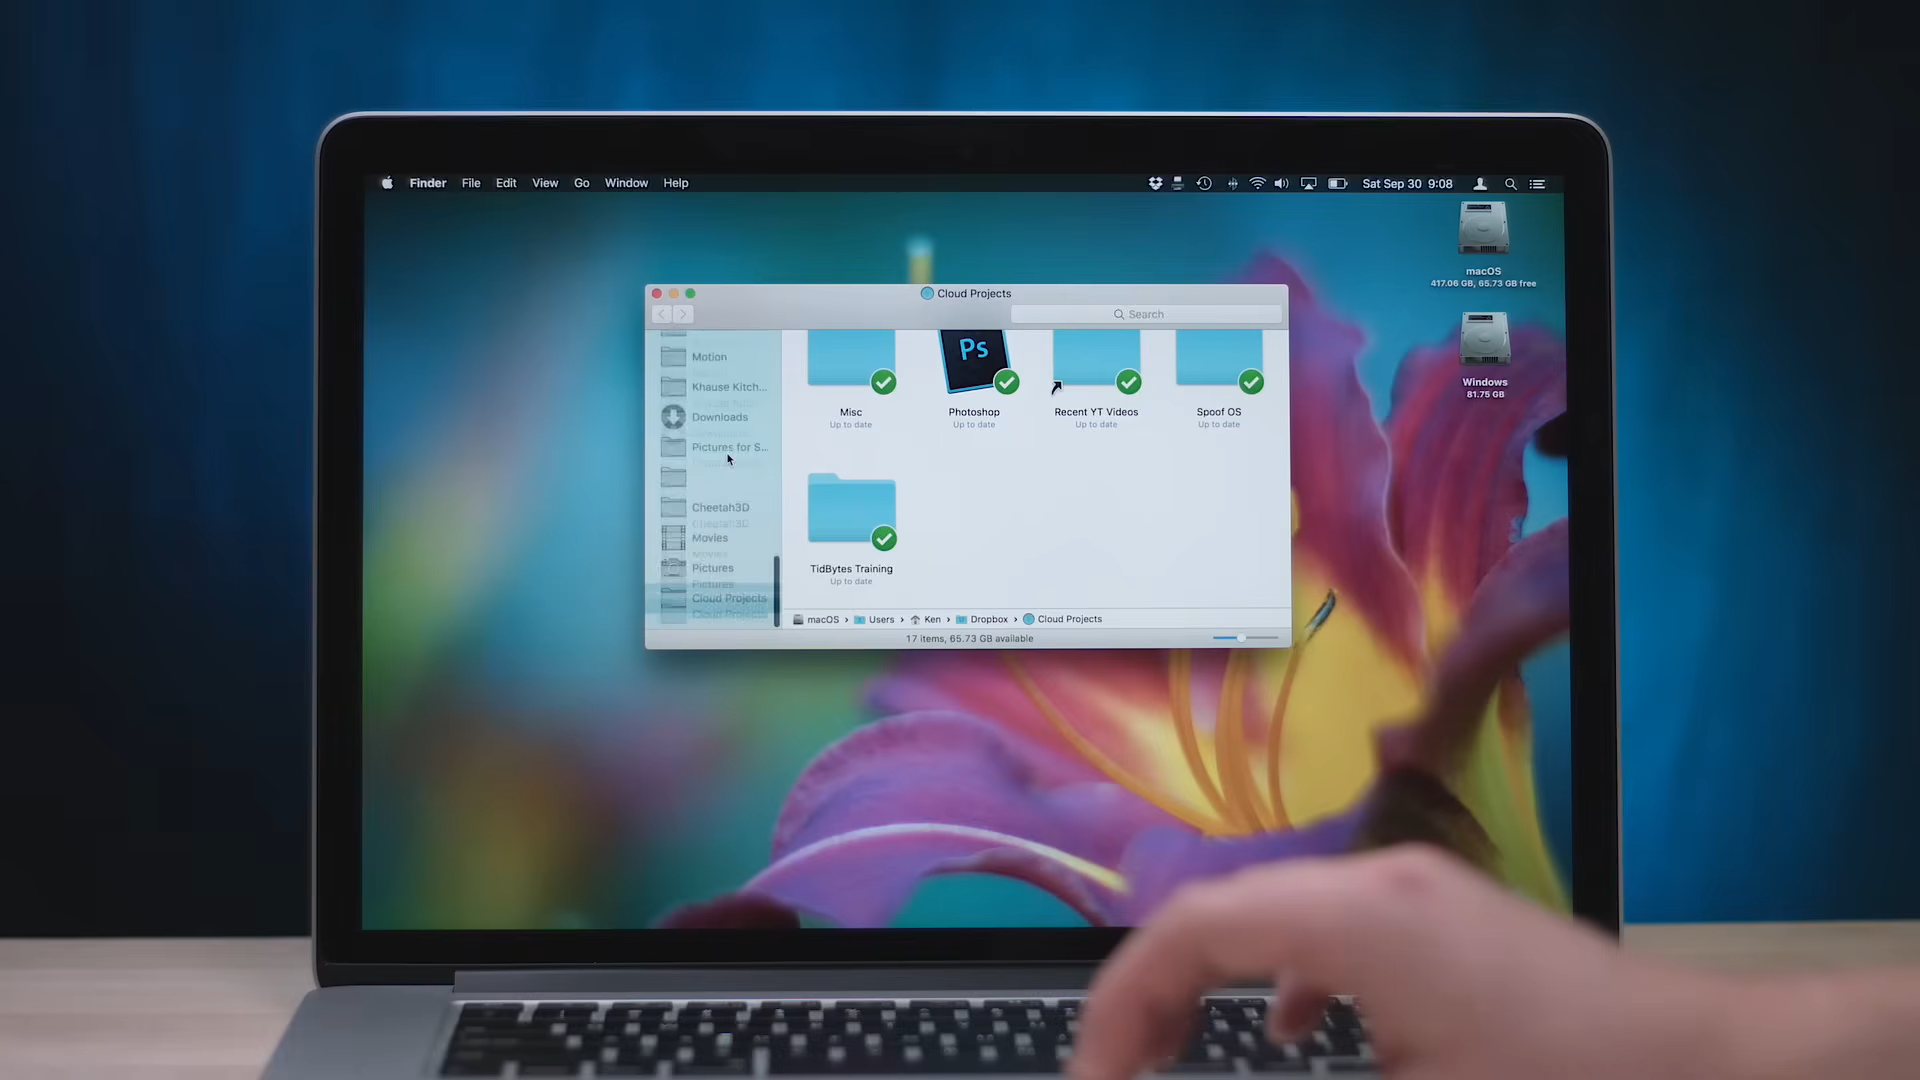 Finder File Edit View Go Window Help Sat Sep 30 9:08
macOS
417.06 GB, 65.73 GB free
Windows
81.75 GB
Cloud Projects
Search
Motion
Khause Kitch...
Downloads
Pictures for S...
Cheetah3D
Movies
Pictures
Cloud Projects
Ps
Misc
Up to date
Photoshop
Up to date
Recent YT Videos
Up to date
Spoof OS
Up to date
TidBytes Training
Up to date
macOS › Users › Ken › Dropbox › Cloud Projects
17 items, 65.73 GB available